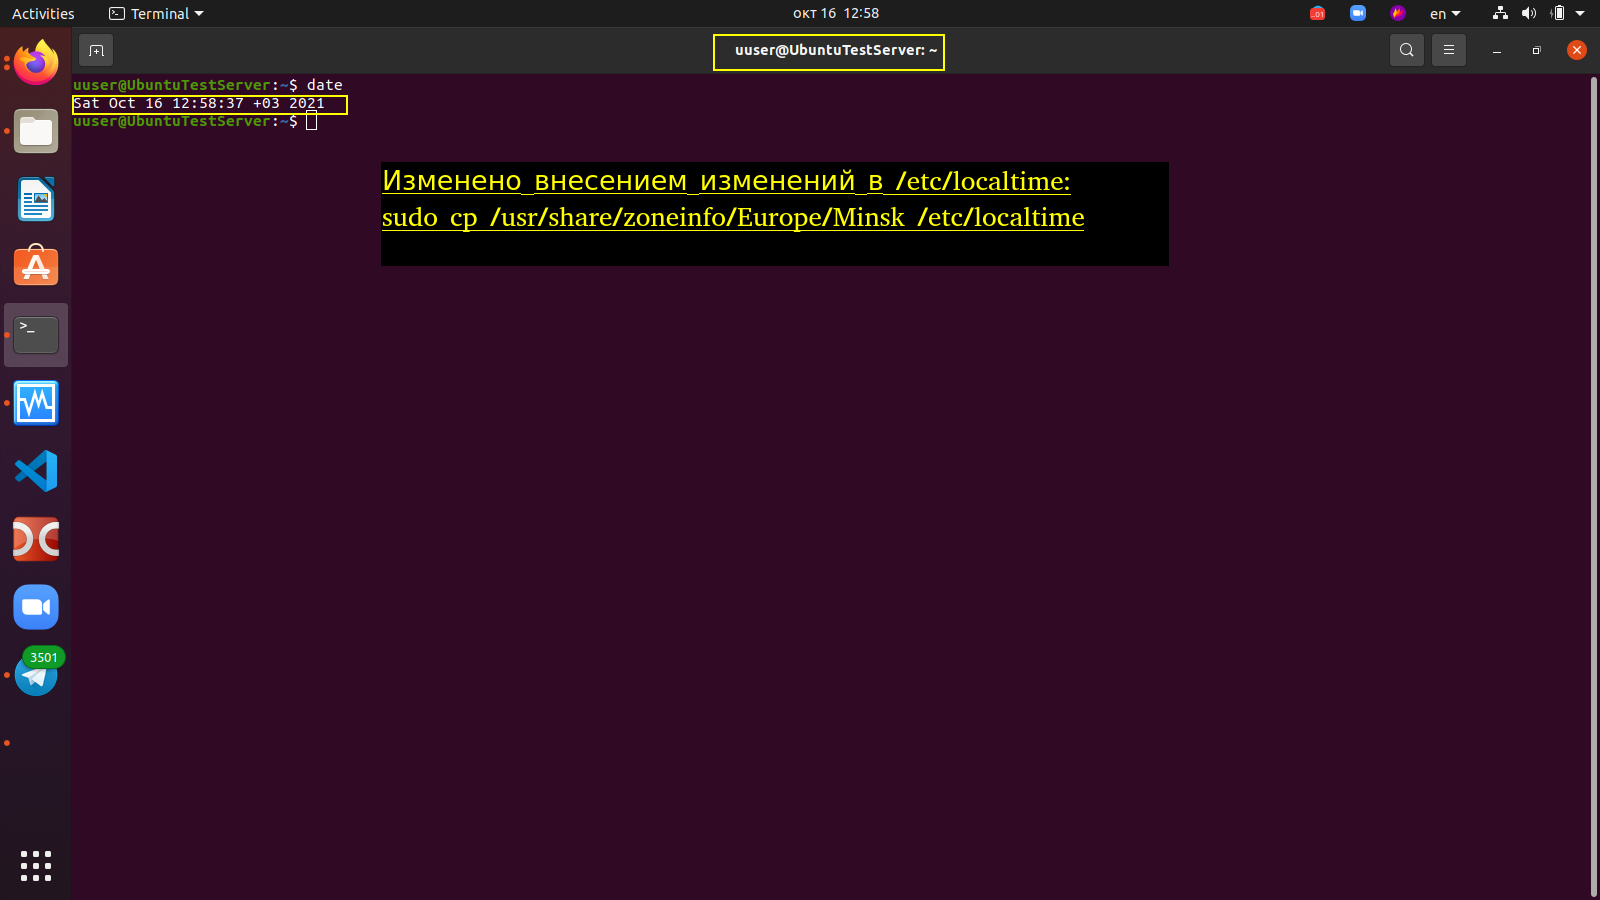 Activities
Terminal
окт 16 12:58
en
uuser@UbuntuTestServer: ~
uuser@UbuntuTestServer:~$ date
Sat Oct 16 12:58:37 +03 2021
uuser@UbuntuTestServer:~$
Изменено внесением изменений в /etc/localtime:
sudo cp /usr/share/zoneinfo/Europe/Minsk /etc/localtime
>_
3501